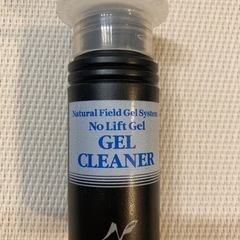 Natural Field Gel System
No Lift Gel
GEL
CLEANER